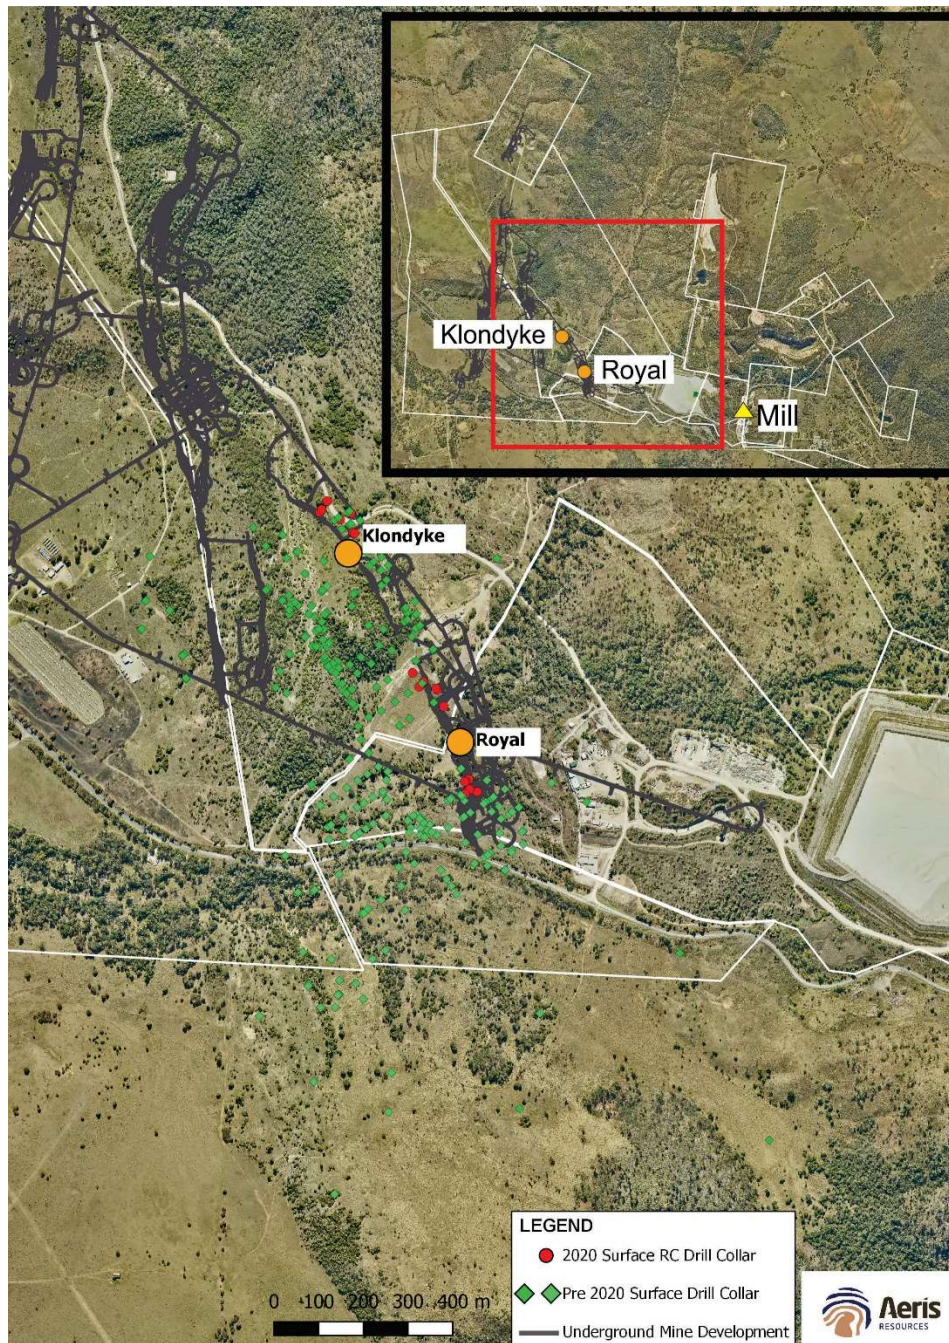 Klondyke
Royal
Mill
Klondyke
Royal
LEGEND
2020 Surface RC Drill Collar
Pre 2020 Surface Drill Collar
Underground Mine Development
0 100 200 300 400 m
Aeris
RESOURCES